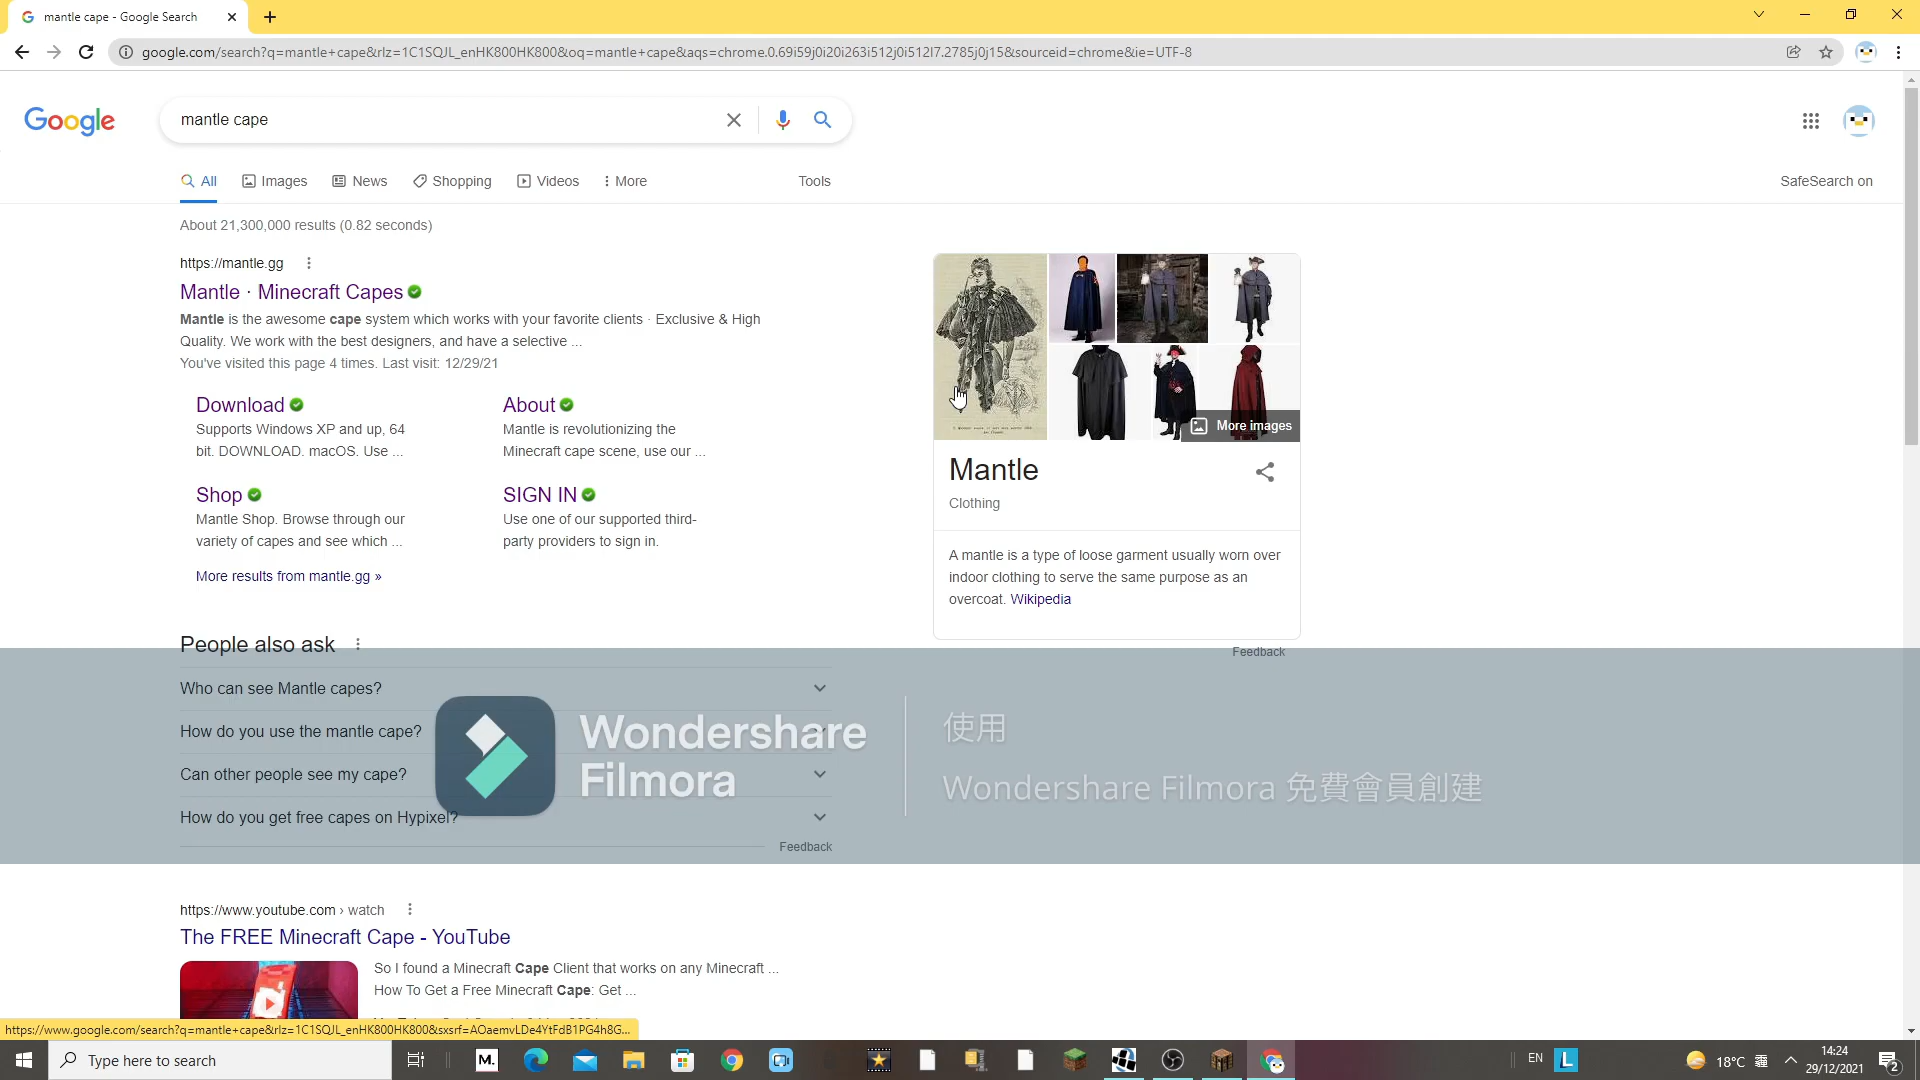 mantle cape - Google Search
google.com/search?q=mantle+cape&rlz=1C1SQJL_enHK800HK800&oq=mantle+cape&aqs=chrome.0.69i59j0i20i263i512j0i512l7.2785j0j15&sourceid=chrome&ie=UTF-8
Google
mantle cape
All Images News Shopping Videos More Tools SafeSearch on
About 21,300,000 results (0.82 seconds)
https://mantle.gg
Mantle · Minecraft Capes
Mantle is the awesome cape system which works with your favorite clients · Exclusive & High
Quality. We work with the best designers, and have a selective ...
You've visited this page 4 times. Last visit: 12/29/21
Download
Supports Windows XP and up, 64
bit. DOWNLOAD. macOS. Use ...
About
Mantle is revolutionizing the
Minecraft cape scene, use our ...
Shop
Mantle Shop. Browse through our
variety of capes and see which ...
SIGN IN
Use one of our supported third-
party providers to sign in.
More results from mantle.gg »
More images
Mantle
Clothing
A mantle is a type of loose garment usually worn over
indoor clothing to serve the same purpose as an
overcoat. Wikipedia
Feedback
People also ask
Who can see Mantle capes?
How do you use the mantle cape?
Can other people see my cape?
How do you get free capes on Hypixel?
Feedback
Wondershare
Filmora
使用
Wondershare Filmora 免費會員創建
https://www.youtube.com › watch
The FREE Minecraft Cape - YouTube
So I found a Minecraft Cape Client that works on any Minecraft ...
How To Get a Free Minecraft Cape: Get ...
https://www.google.com/search?q=mantle+cape&rlz=1C1SQJL_enHK800HK800&sxsrf=AOaemvLDe4YtFdB1PG4h8G...
Type here to search
M.
EN
L
18°C
14:24
29/12/2021
2